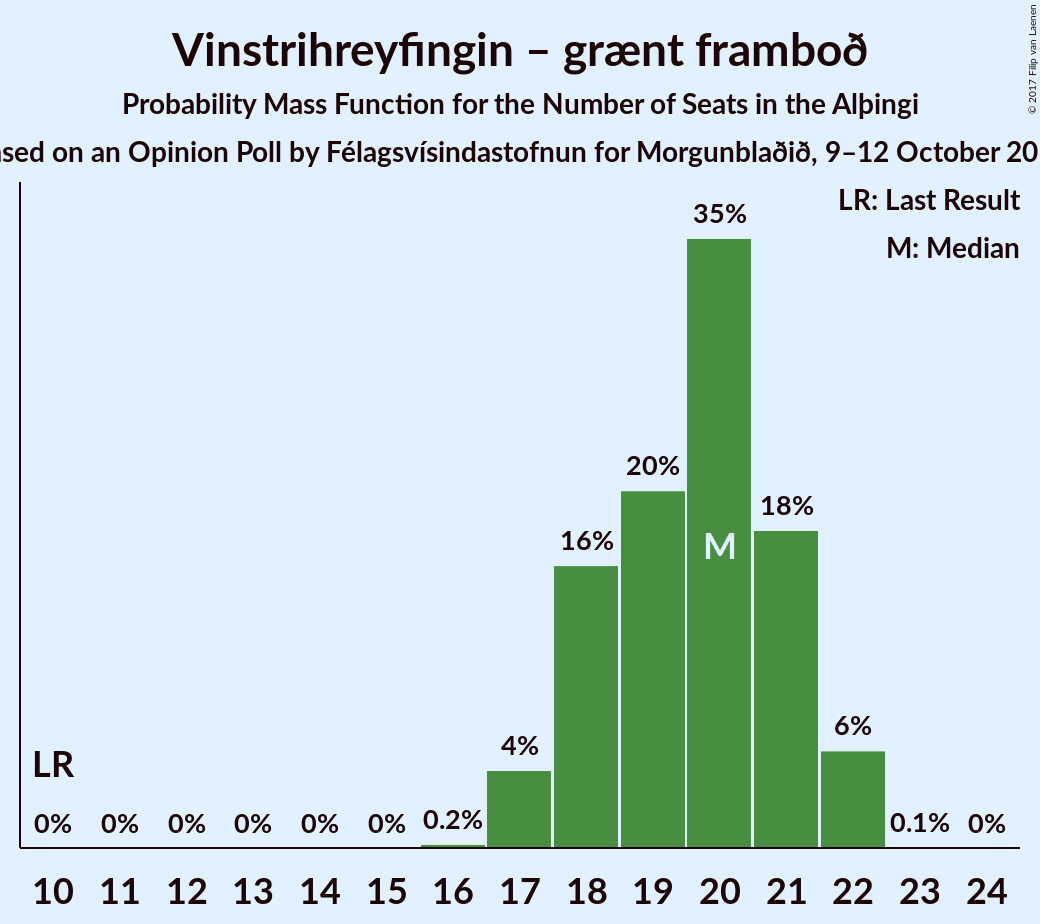 Vinstrihreyfingin – grænt framboð
Probability Mass Function for the Number of Seats in the Alþingi
on an Opinion Poll by Félagsvísindastofnun for Morgunblaðið, 9–12 October
© 2017 Filip van Laenen
LR: Last Result
M: Median
35%
20%
18%
16%
M
6%
4%
LR
0% 0% 0% 0% 0% 0% 0.2% 0.1% 0%
10 11 12 13 14 15 16 17 18 19 20 21 22 23 24